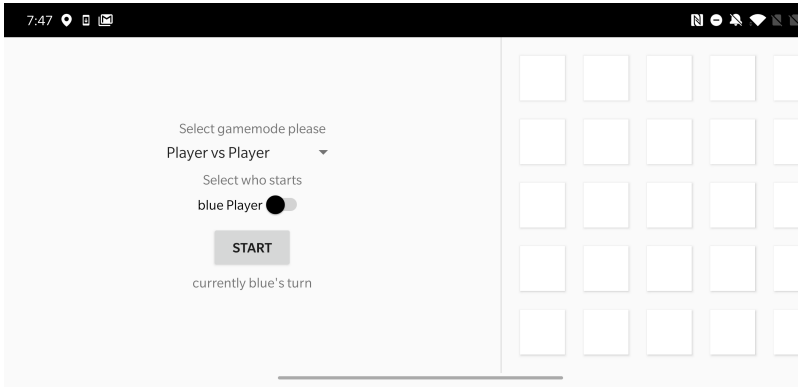 7:47
Select gamemode please
Player vs Player
Select who starts
blue Player
START
currently blue's turn